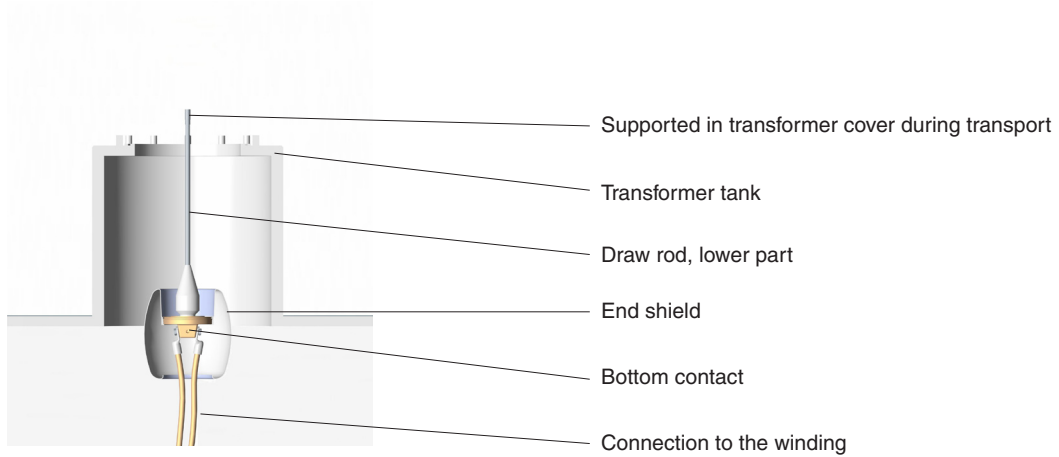 Supported in transformer cover during transport
Transformer tank
Draw rod, lower part
End shield
Bottom contact
Connection to the winding